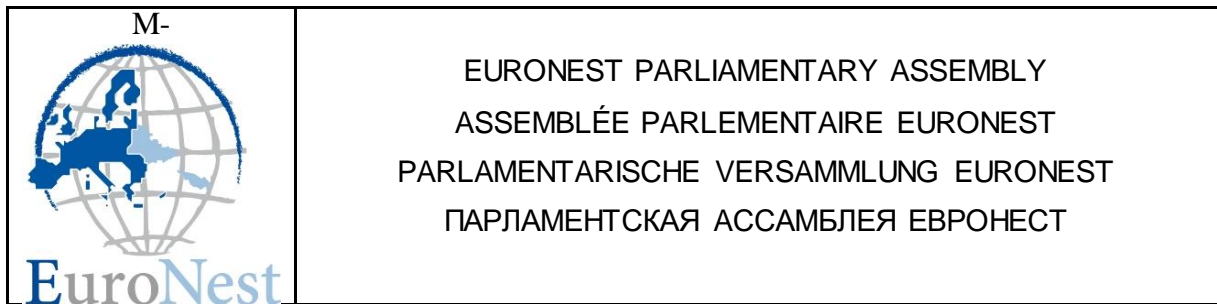 M-
EuroNest
EURONEST PARLIAMENTARY ASSEMBLY
ASSEMBLÉE PARLEMENTAIRE EURONEST
PARLAMENTARISCHE VERSAMMLUNG EURONEST
ПАРЛАМЕНТСКАЯ АССАМБЛЕЯ ЕВРОНЕСТ